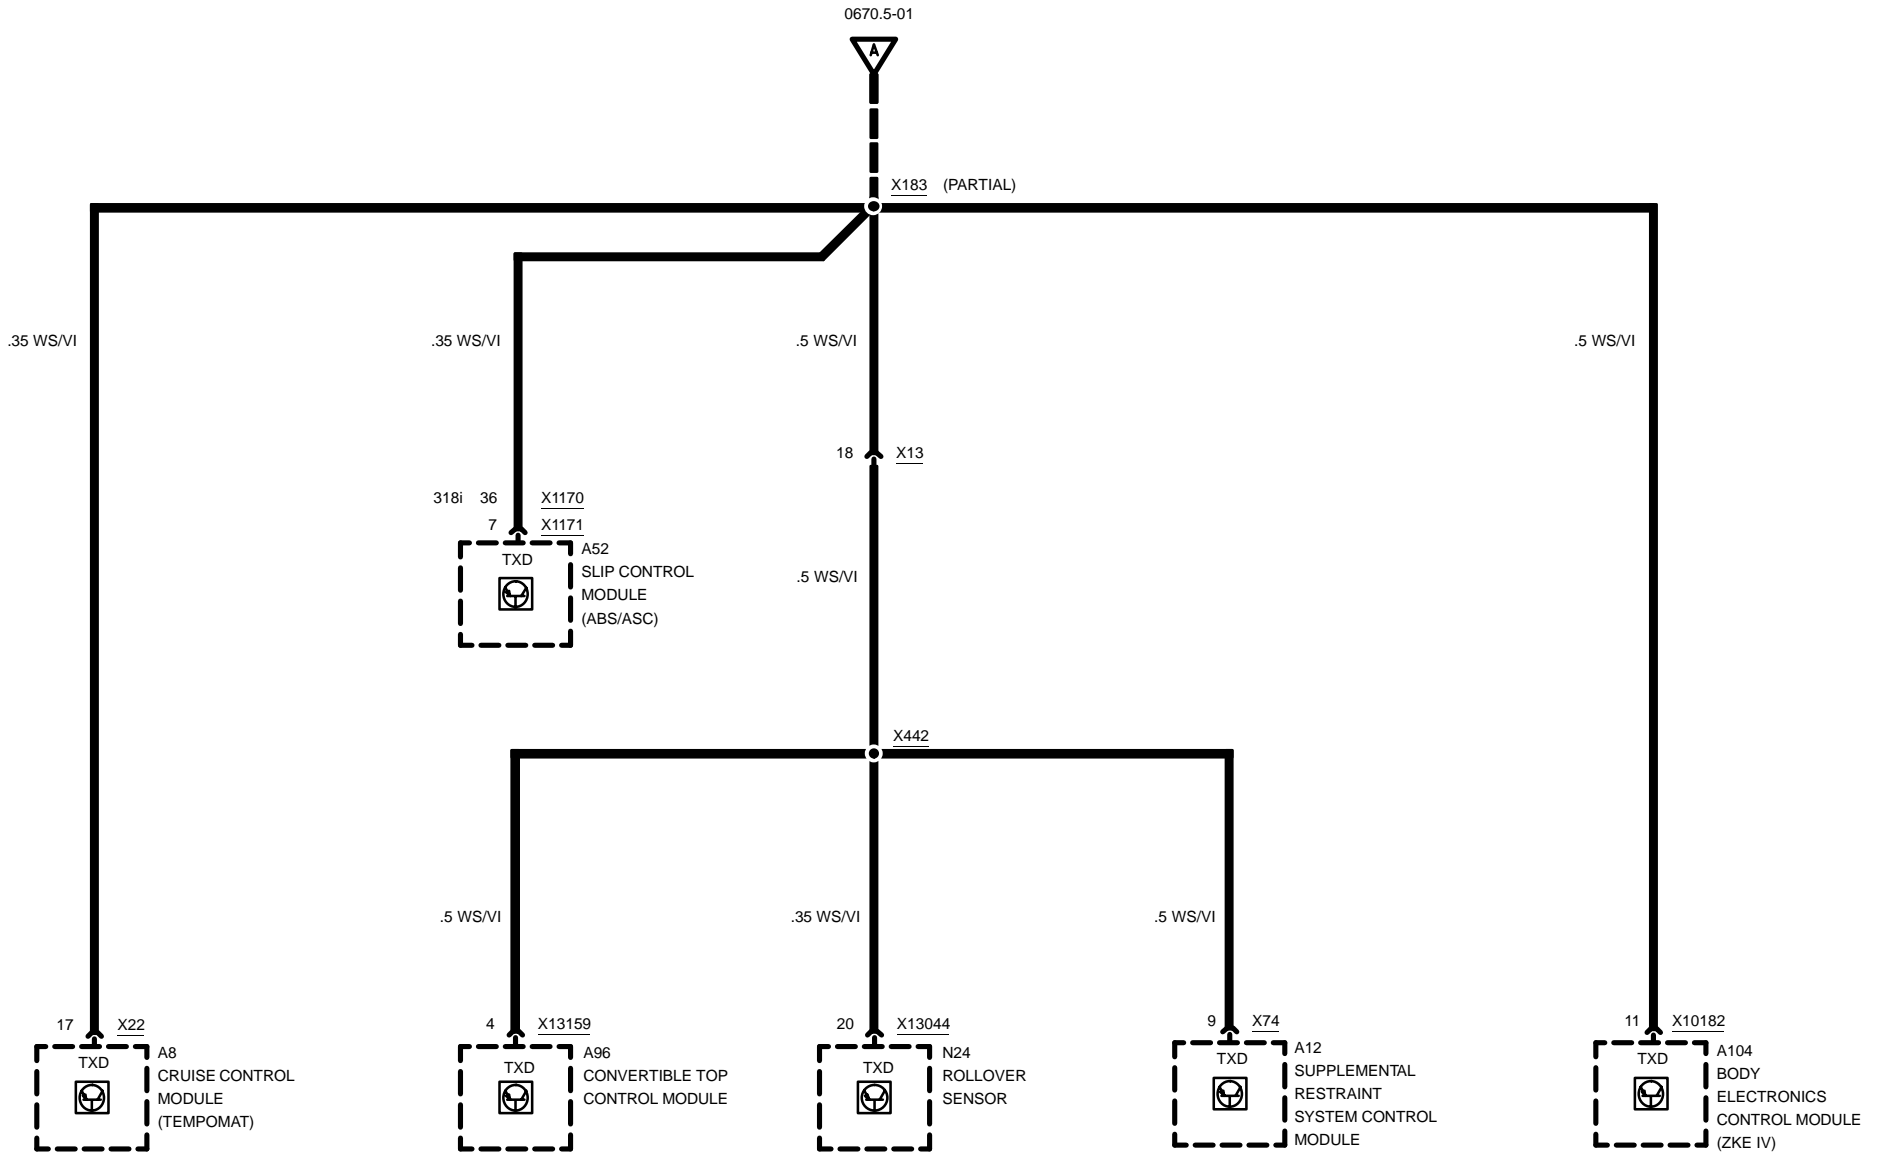 0670.5-01
A
X183 (PARTIAL)
.35 WS/VI
.35 WS/VI
.5 WS/VI
.5 WS/VI
18 X13
318i 36 X1170
7 X1171
TXD
A52
SLIP CONTROL
MODULE
(ABS/ASC)
.5 WS/VI
X442
.5 WS/VI
.35 WS/VI
.5 WS/VI
17 X22
TXD
A8
CRUISE CONTROL
MODULE
(TEMPOMAT)
4 X13159
TXD
A96
CONVERTIBLE TOP
CONTROL MODULE
20 X13044
TXD
N24
ROLLOVER
SENSOR
9 X74
TXD
A12
SUPPLEMENTAL
RESTRAINT
SYSTEM CONTROL
MODULE
11 X10182
TXD
A104
BODY
ELECTRONICS
CONTROL MODULE
(ZKE IV)